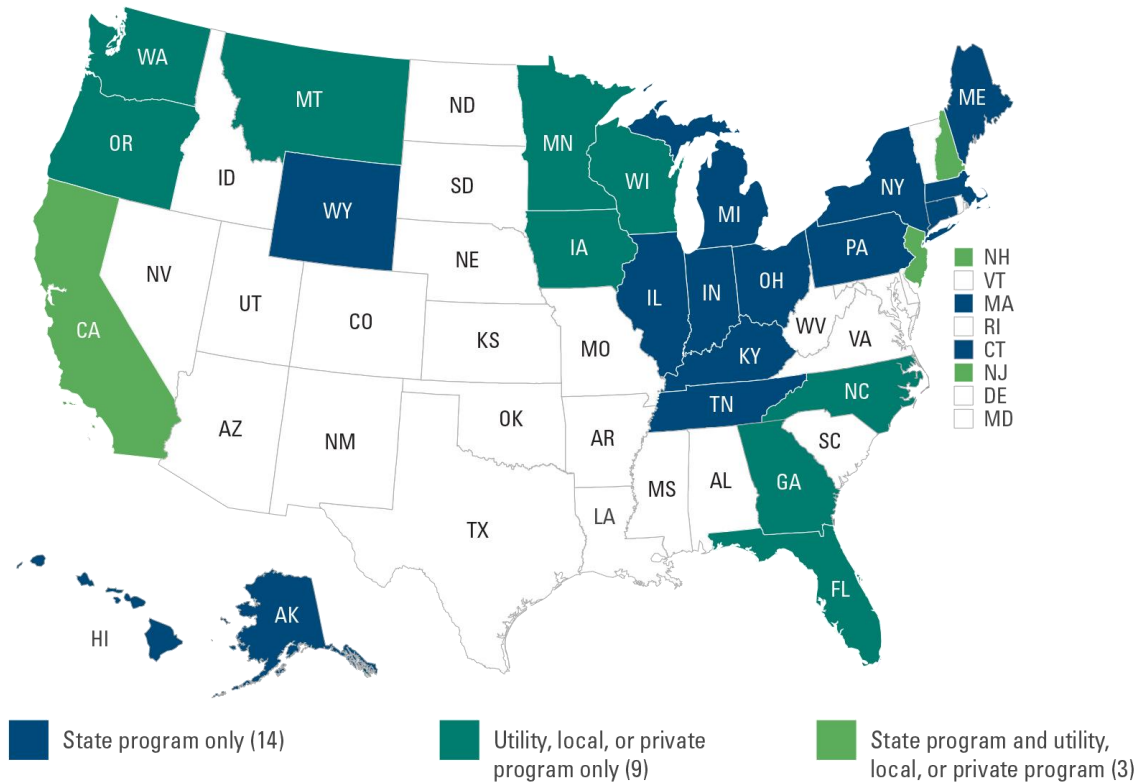 WA
MT
ND
MN
ME
OR
ID
SD
WI
NY
WY
MI
IA
PA
NE
NV
OH
IL
IN
UT
CO
CA
KS
MO
WV
VA
KY
NC
TN
OK
AZ
NM
AR
SC
MS
AL
GA
LA
TX
FL
AK
HI
NH
VT
MA
RI
CT
NJ
DE
MD
State program only (14)
Utility, local, or private
program only (9)
State program and utility,
local, or private program (3)